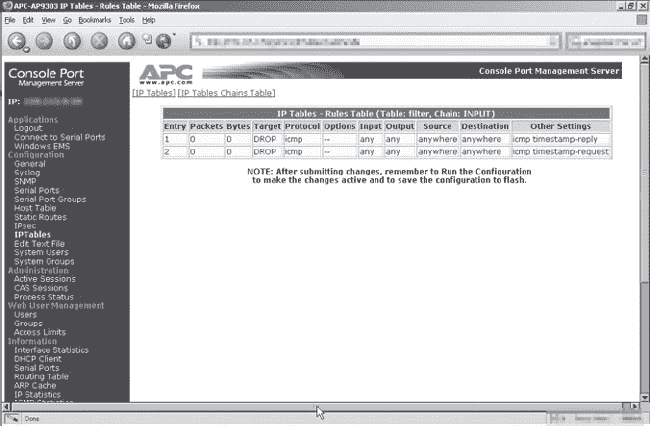 APC-AP9303 IP Tables - Rules Table - Mozilla Firefox
File Edit View Go Bookmarks Tools Help
Console Port
Management Server
APC
www.apc.com
Console Port Management Server
[IP Tables] [IP Tables Chains Table]
IP:
Applications
Logout
Connect to Serial Ports
Windows EMS
Configuration
General
Syslog
SNMP
Serial Ports
Serial Port Groups
Host Table
Static Routes
IPsec
IPTables
Edit Text File
System Users
System Groups
Administration
Active Sessions
CAS Sessions
Process Status
Web User Management
Users
Groups
Access Limits
Information
Interface Statistics
DHCP Client
Serial Ports
Routing Table
ARP Cache
IP Statistics
ICMP Statistics
IP Tables - Rules Table (Table: filter, Chain: INPUT)
Entry Packets Bytes Target Protocol Options Input Output Source Destination Other Settings
1 0 0 DROP icmp -- any any anywhere anywhere icmp timestamp-reply
2 0 0 DROP icmp -- any any anywhere anywhere icmp timestamp-request
NOTE: After submitting changes, remember to Run the Configuration
to make the changes active and to save the configuration to flash.
Done